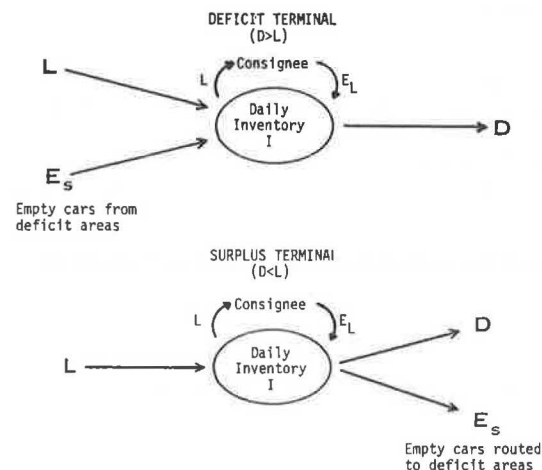 DEFICIT TERMINAL
(D>L)
L
L
Consignee
E_L
Daily
Inventory
I
D
E_s
Empty cars from
deficit areas
SURPLUS TERMINAL
(D<L)
L
Consignee
E_L
L
Daily
Inventory
I
D
E_s
Empty cars routed
to deficit areas